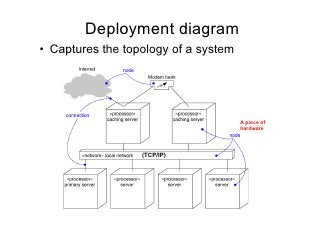 Deployment diagram
• Captures the topology of a system
Internet
node
Modem bank
connection
«processor»
caching server
«processor»
caching server
A piece of
hardware
node
«network» local network (TCP/IP)
«processor»
primary server
«processor»
server
«processor»
server
«processor»
server